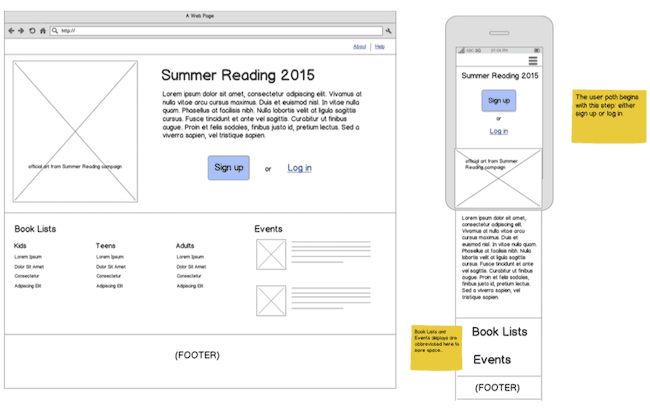 A Web Page
http://
About | Help
Summer Reading 2015
Lorem ipsum dolor sit amet, consectetur adipiscing elit. Vivamus at
nulla vitae arcu cursus maximus. Duis et euismod nisl. In vitae nulla
quam. Phasellus at facilisis nibh. Nulla lobortis velit at ligula sagittis
cursus. Fusce tincidunt et ante vel sagittis. Curabitur ut finibus
augue. Proin et felis sodales, finibus justo id, pretium lectus. Sed a
viverra sapien, vel tristique diam.
official art from Summer Reading campaign
Sign up or Log in
Book Lists
Kids
Lorem Ipsum
Dolor Sit Amet
Consectetur
Adipiscing Elit
Teens
Lorem Ipsum
Dolor Sit Amet
Consectetur
Adipiscing Elit
Adults
Lorem Ipsum
Dolor Sit Amet
Consectetur
Adipiscing Elit
Events
(FOOTER)
ABC 3G
Summer Reading 2015
Sign up
or
Log in
official art from Summer
Reading campaign
Lorem ipsum dolor sit amet,
consectetur adipiscing elit.
Vivamus at nulla vitae arcu
cursus maximus. Duis et
euismod nisl. In vitae nulla
quam. Phasellus at
facilisis nibh. Nulla
lobortis velit at ligula sagittis
cursus. Fusce tincidunt et ante
vel sagittis. Curabitur ut
finibus augue. Proin et felis
sodales, finibus justo
id, pretium lectus.
Sed a viverra sapien, vel
tristique diam.
Book Lists
Events
(FOOTER)
The user path begins
with this step: either
sign up or log in
Book Lists and
Events displays are
abbreviated here to
save space.